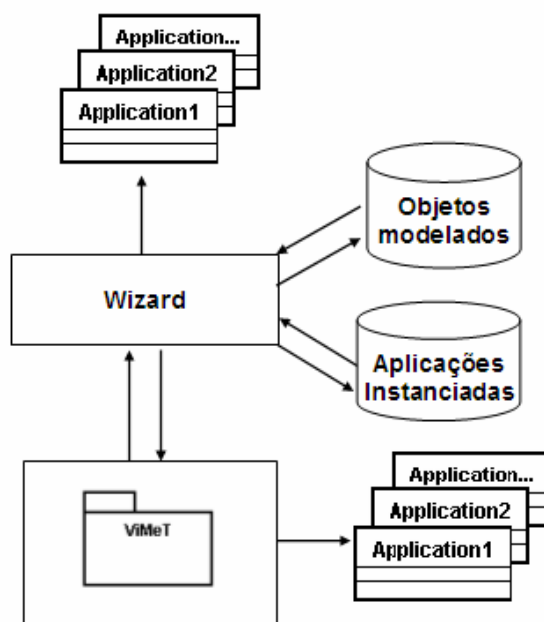 Application...
Application2
Application1
Objetos
modelados
Wizard
Aplicações
Instanciadas
ViMeT
Application...
Application2
Application1